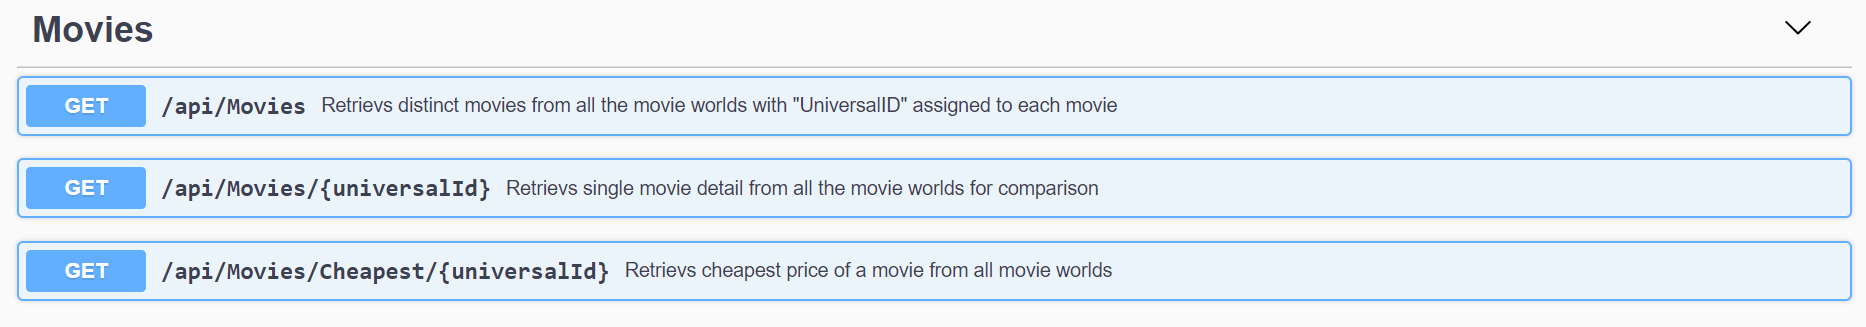 Movies
GET /api/Movies Retrievs distinct movies from all the movie worlds with "UniversalID" assigned to each movie
GET /api/Movies/{universalId} Retrievs single movie detail from all the movie worlds for comparison
GET /api/Movies/Cheapest/{universalId} Retrievs cheapest price of a movie from all movie worlds